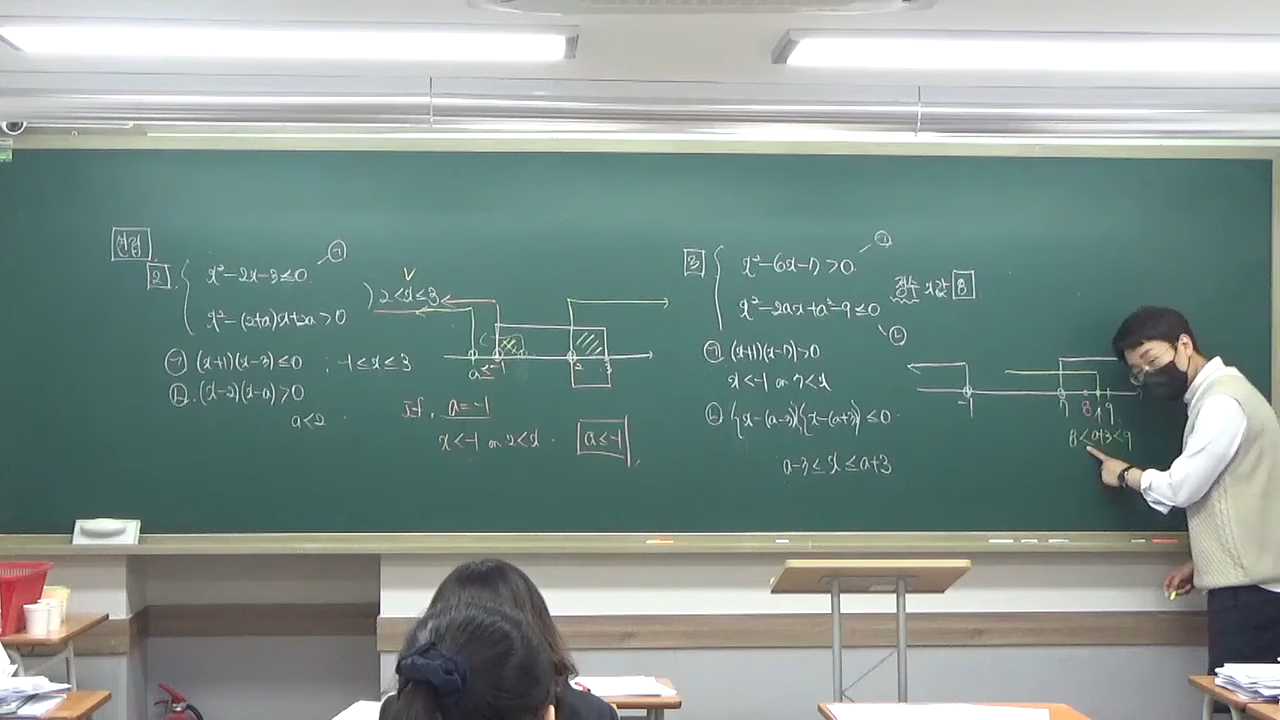 2
x²-2x-3≤0 ㉠
x²-(2+a)x+2a>0
㉠ (x+1)(x-3)≤0 ; -1≤x≤3
㉡ (x-2)(x-a)>0
a<2
2<x≤3
a≤-1 2 3
If, a=-1
x<-1 or 2<x. a≤-1
3
x²-6x-7>0 ㉠
x²-2ax+a²-9≤0 ㉡
정수 x값 8
㉠ (x+1)(x-7)>0
x<-1 or 7<x
㉡ {x-(a-3)}{x-(a+3)}≤0
a-3≤x≤a+3
-1 7 8 9
8<a+3<9